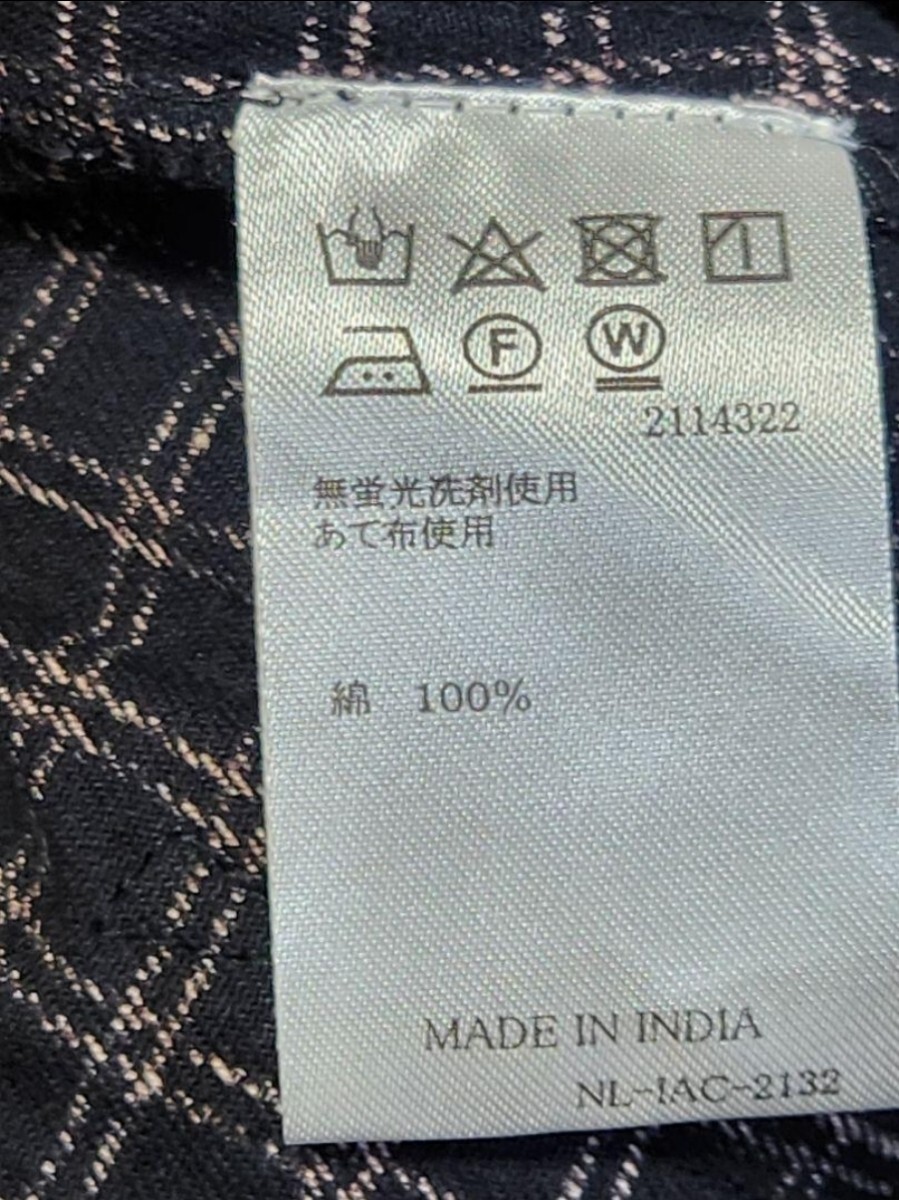 F W
2114322
無蛍光洗剤使用
あて布使用
綿 100%
MADE IN INDIA
NL-IAC-2132